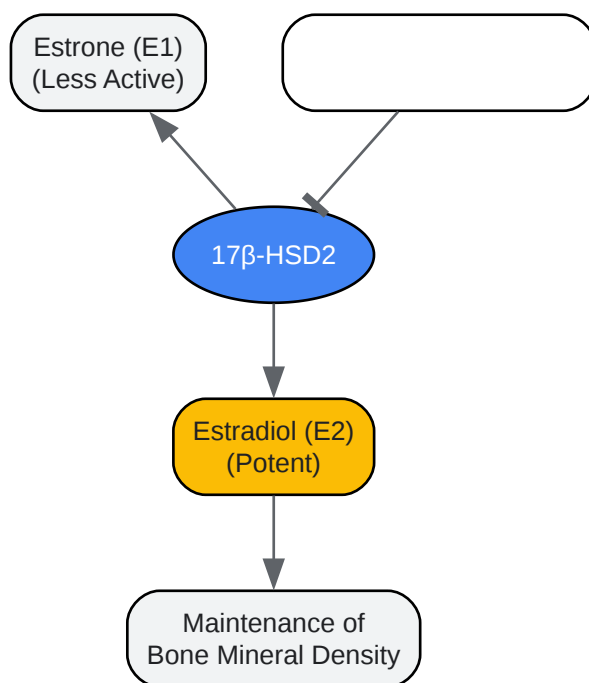 Estrone (E1)
(Less Active)
17β-HSD2
Estradiol (E2)
(Potent)
Maintenance of
Bone Mineral Density